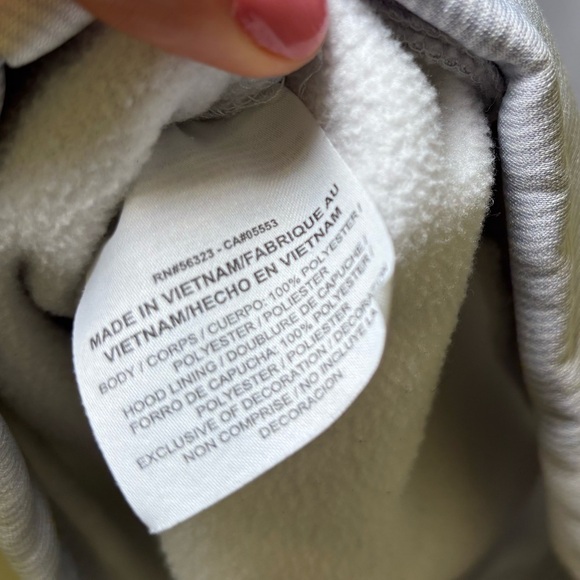 RN#56323 - CA#05553
MADE IN VIETNAM/FABRIQUE AU
VIETNAM/HECHO EN VIETNAM
BODY / CORPS / CUERPO: 100% POLYESTER /
POLYESTER / POLIESTER
HOOD LINING / DOUBLURE DE CAPUCHE /
FORRO DE CAPUCHA: 100% POLYESTER /
POLYESTER / POLIESTER
EXCLUSIVE OF DECORATION / DECORATION
NON COMPRISE / NO INCLUYE LA
DECORACION